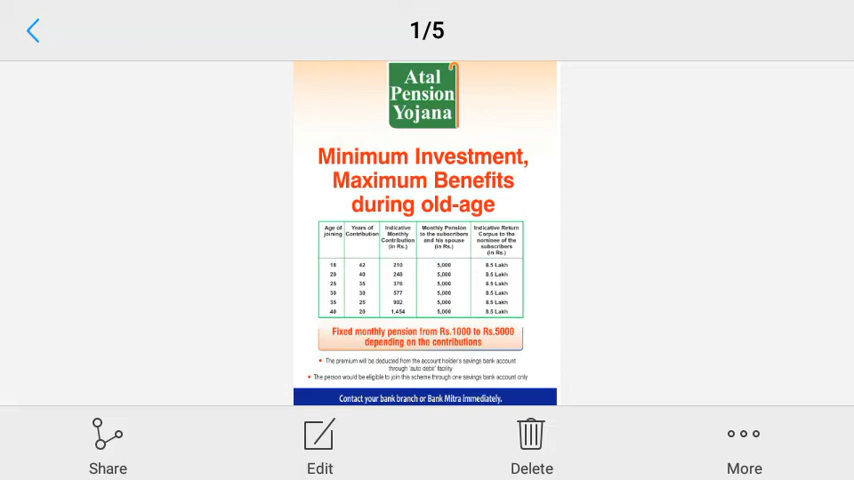 1/5
Atal
Pension
Yojana
Minimum Investment,
Maximum Benefits
during old-age
Age of joining | Years of Contribution | Indicative Monthly Contribution (in Rs.) | Monthly Pension to the subscribers and his spouse (in Rs.) | Indicative Return Corpus to the nominee of the subscribers (in Rs.)
18 42 210 5,000 8.5 Lakh
20 40 248 5,000 8.5 Lakh
25 35 376 5,000 8.5 Lakh
30 30 577 5,000 8.5 Lakh
35 25 902 5,000 8.5 Lakh
40 20 1,454 5,000 8.5 Lakh
Fixed monthly pension from Rs.1000 to Rs.5000
depending on the contributions
• The premium will be deducted from the account holder's savings bank account
through 'auto debit' facility
• The person would be eligible to join this scheme through one savings bank account only
Contact your bank branch or Bank Mitra immediately.
Share Edit Delete More